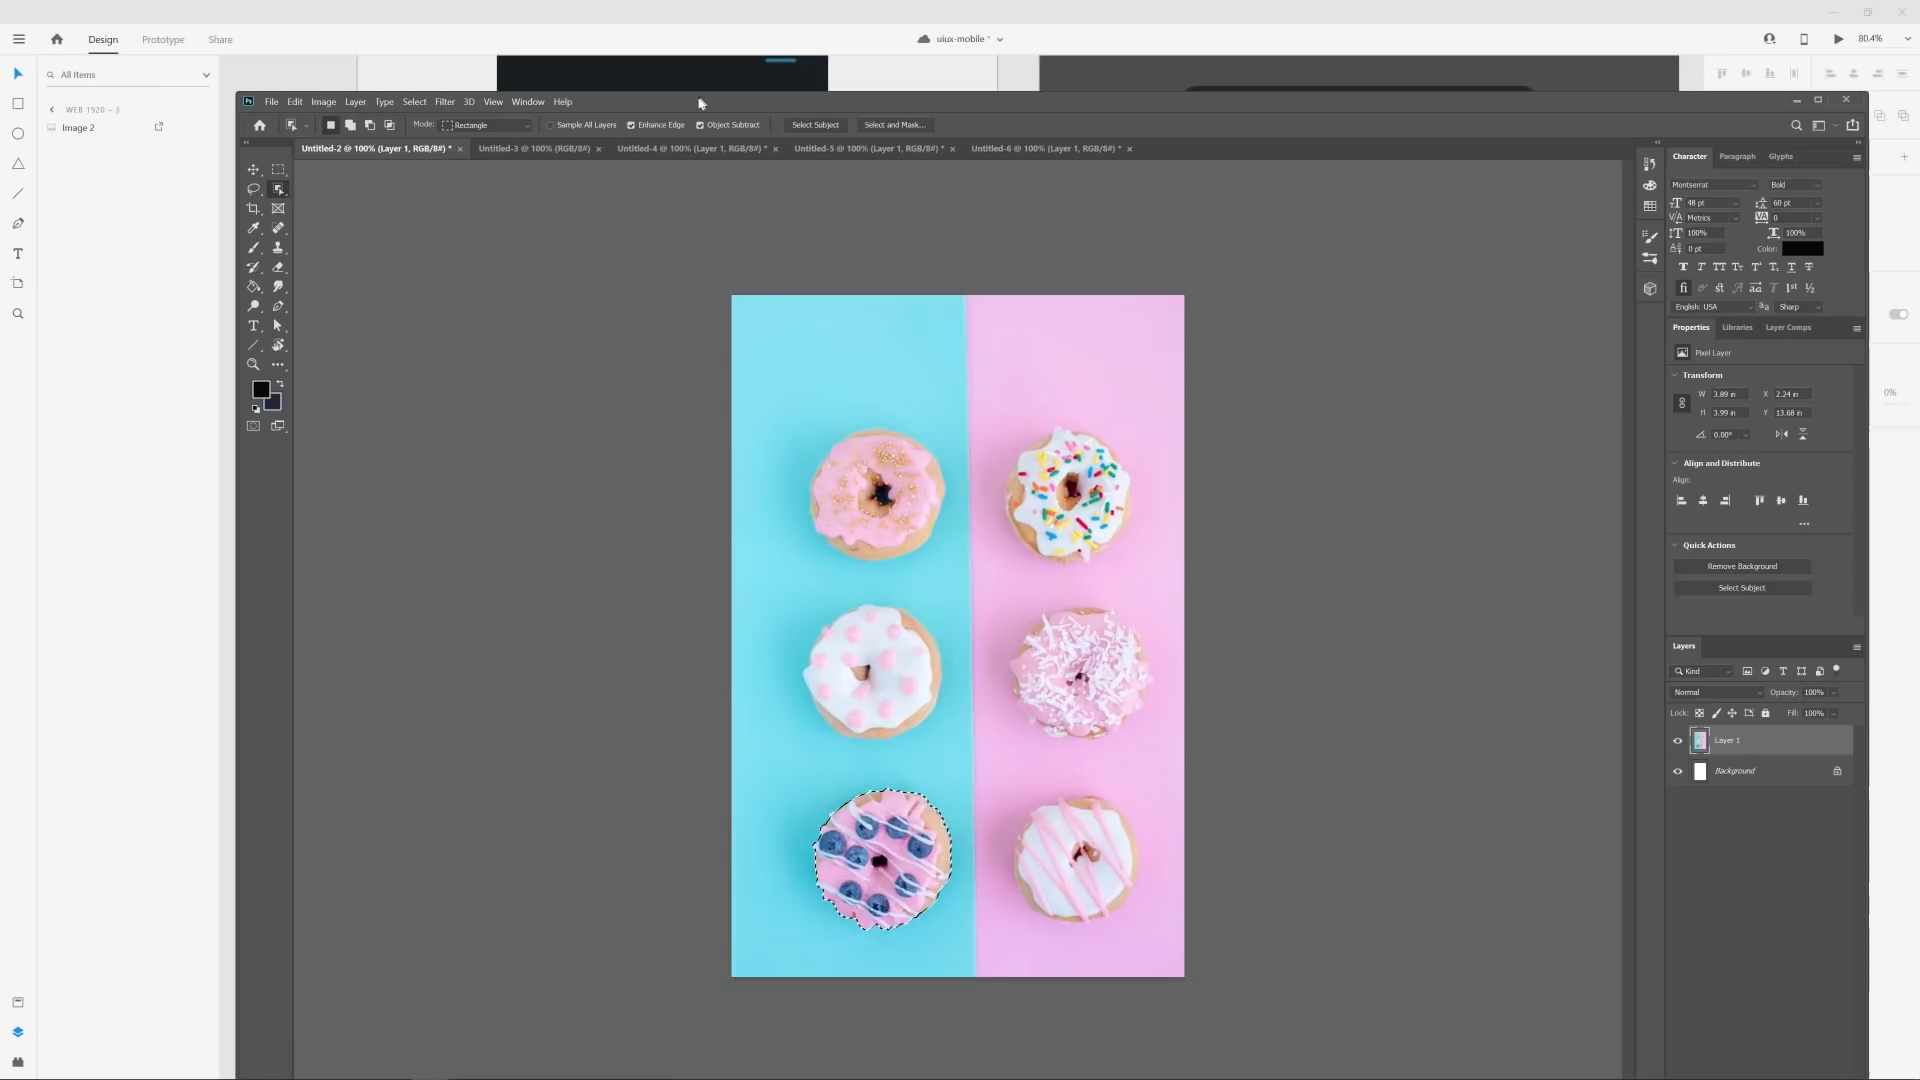 Design Prototype Share
uiux-mobile *
80.4%
All Items
WEB 1920 – 3
Image 2
Ps File Edit Image Layer Type Select Filter 3D View Window Help
Mode: Rectangle Sample All Layers Enhance Edge Object Subtract Select Subject Select and Mask...
Untitled-2 @ 100% (Layer 1, RGB/8#) * Untitled-3 @ 100% (RGB/8#) Untitled-4 @ 100% (Layer 1, RGB/8#) * Untitled-5 @ 100% (Layer 1, RGB/8#) * Untitled-6 @ 100% (Layer 1, RGB/8#) *
Character Paragraph Glyphs
Montserrat Bold
48 pt 60 pt
Metrics 0
100% 100%
0 pt Color:
English: USA Sharp
Properties Libraries Layer Comps
Pixel Layer
Transform
W 3.89 in X 2.24 in
H 3.99 in Y 13.68 in
0.00°
0%
Align and Distribute
Align:
Quick Actions
Remove Background
Select Subject
Layers
Kind
Normal Opacity: 100%
Lock: Fill: 100%
Layer 1
Background